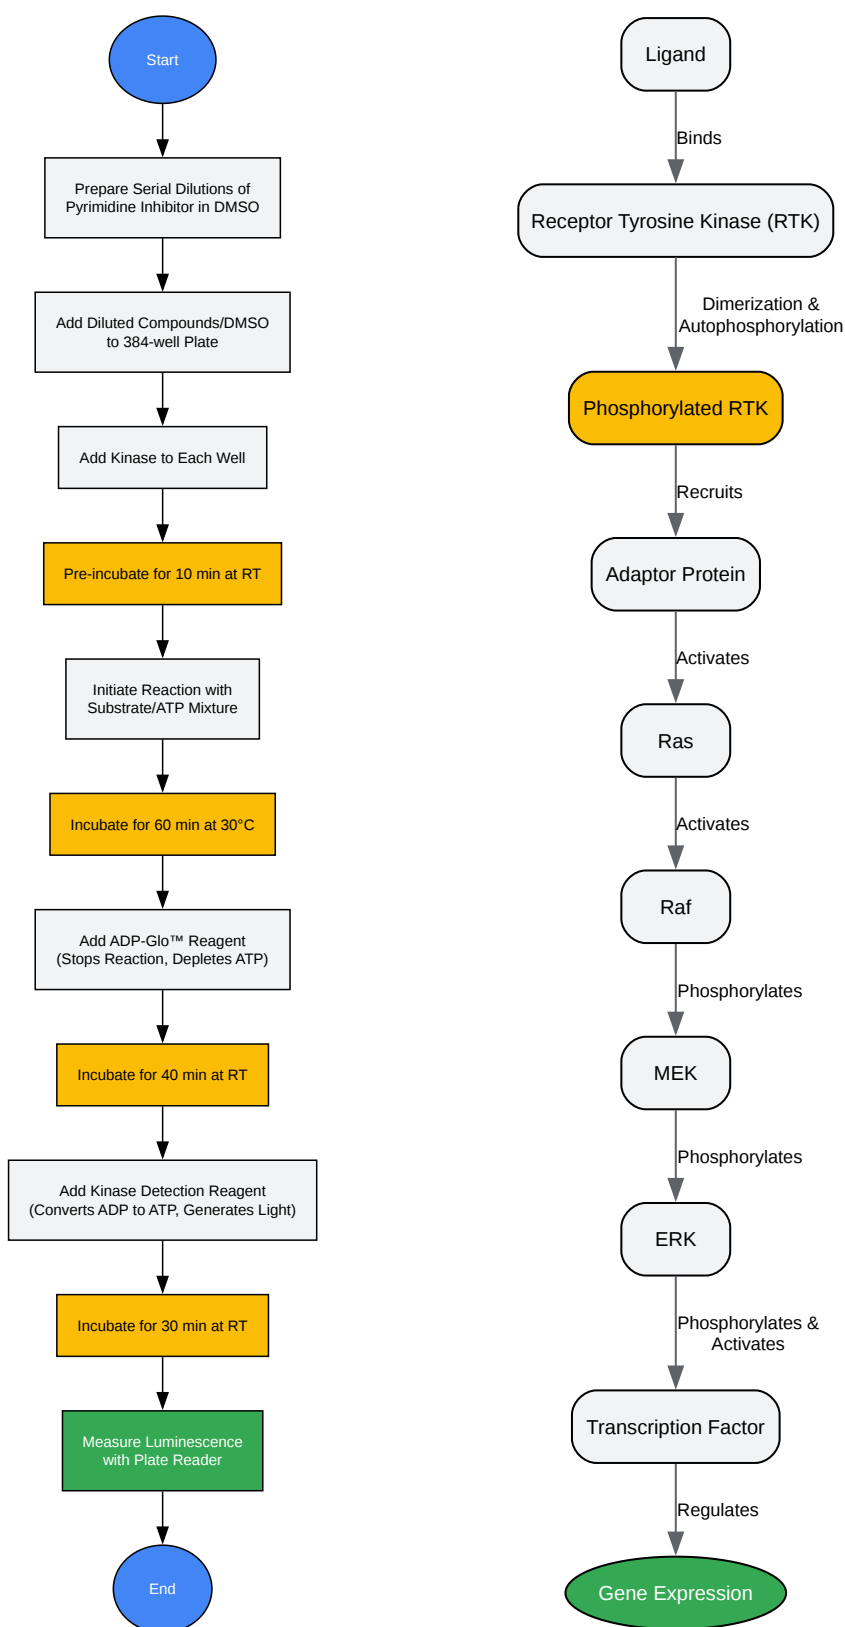 Start
Prepare Serial Dilutions of
Pyrimidine Inhibitor in DMSO
Add Diluted Compounds/DMSO
to 384-well Plate
Add Kinase to Each Well
Pre-incubate for 10 min at RT
Initiate Reaction with
Substrate/ATP Mixture
Incubate for 60 min at 30°C
Add ADP-Glo™ Reagent
(Stops Reaction, Depletes ATP)
Incubate for 40 min at RT
Add Kinase Detection Reagent
(Converts ADP to ATP, Generates Light)
Incubate for 30 min at RT
Measure Luminescence
with Plate Reader
End
Ligand
Binds
Receptor Tyrosine Kinase (RTK)
Dimerization &
Autophosphorylation
Phosphorylated RTK
Recruits
Adaptor Protein
Activates
Ras
Activates
Raf
Phosphorylates
MEK
Phosphorylates
ERK
Phosphorylates &
Activates
Transcription Factor
Regulates
Gene Expression